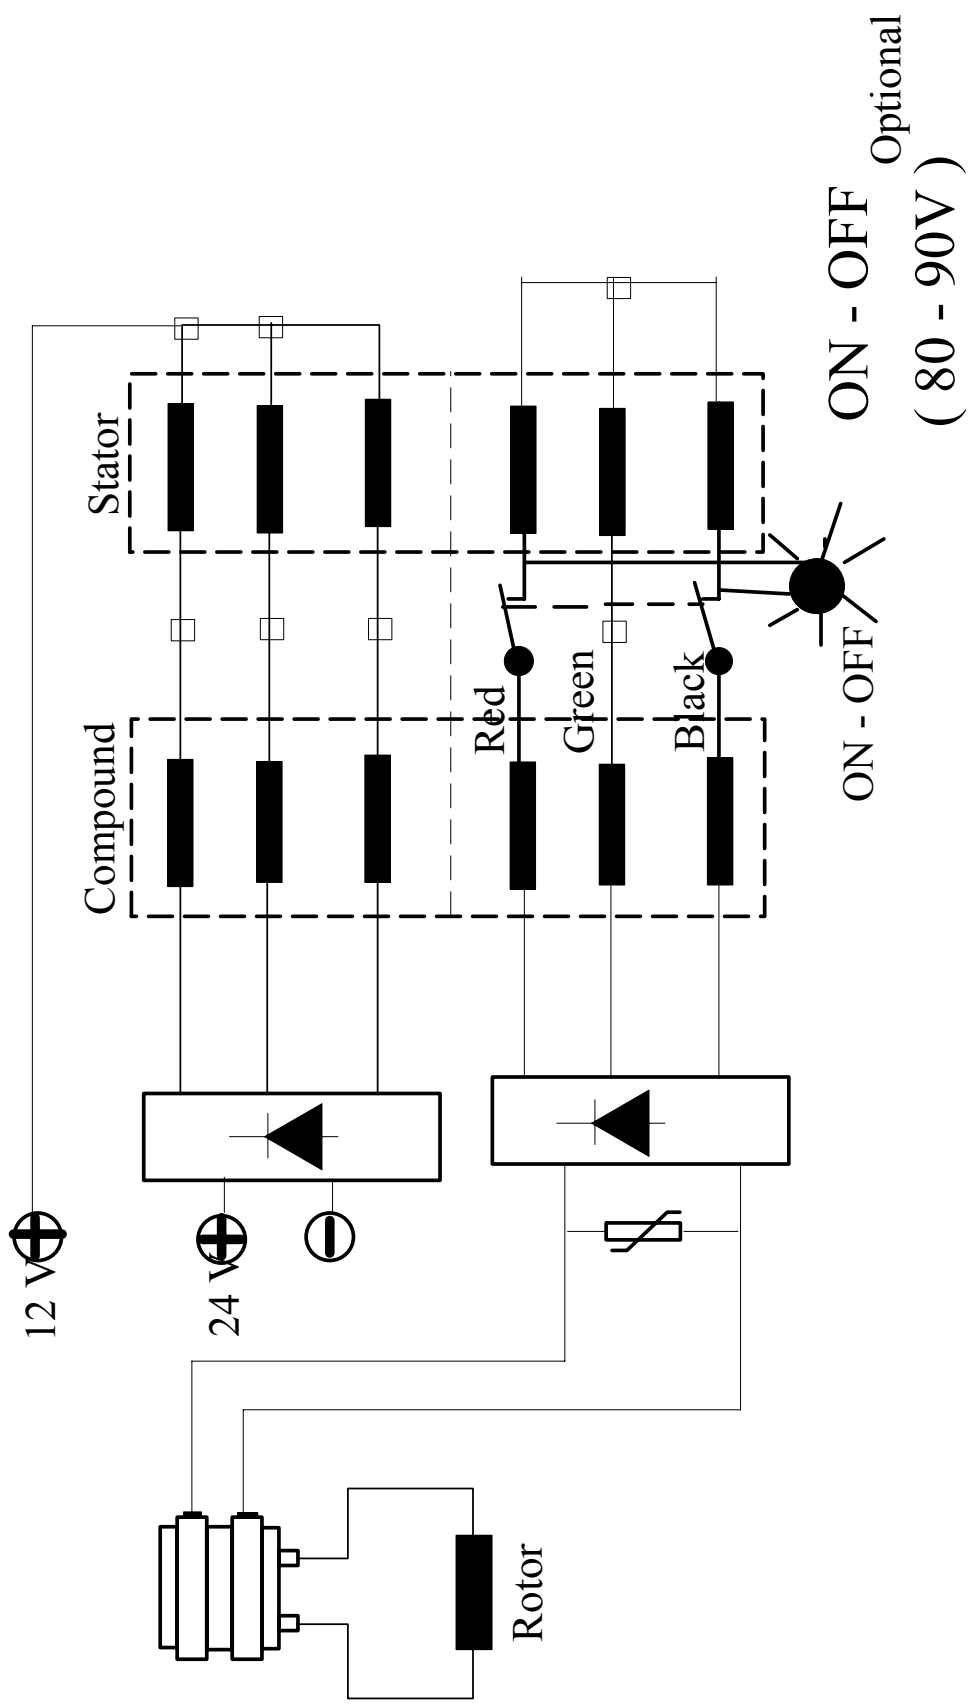 12 V
24 V
Compound
Stator
Red
Green
Black
ON - OFF
ON - OFF
Optional
( 80 - 90V )
Rotor